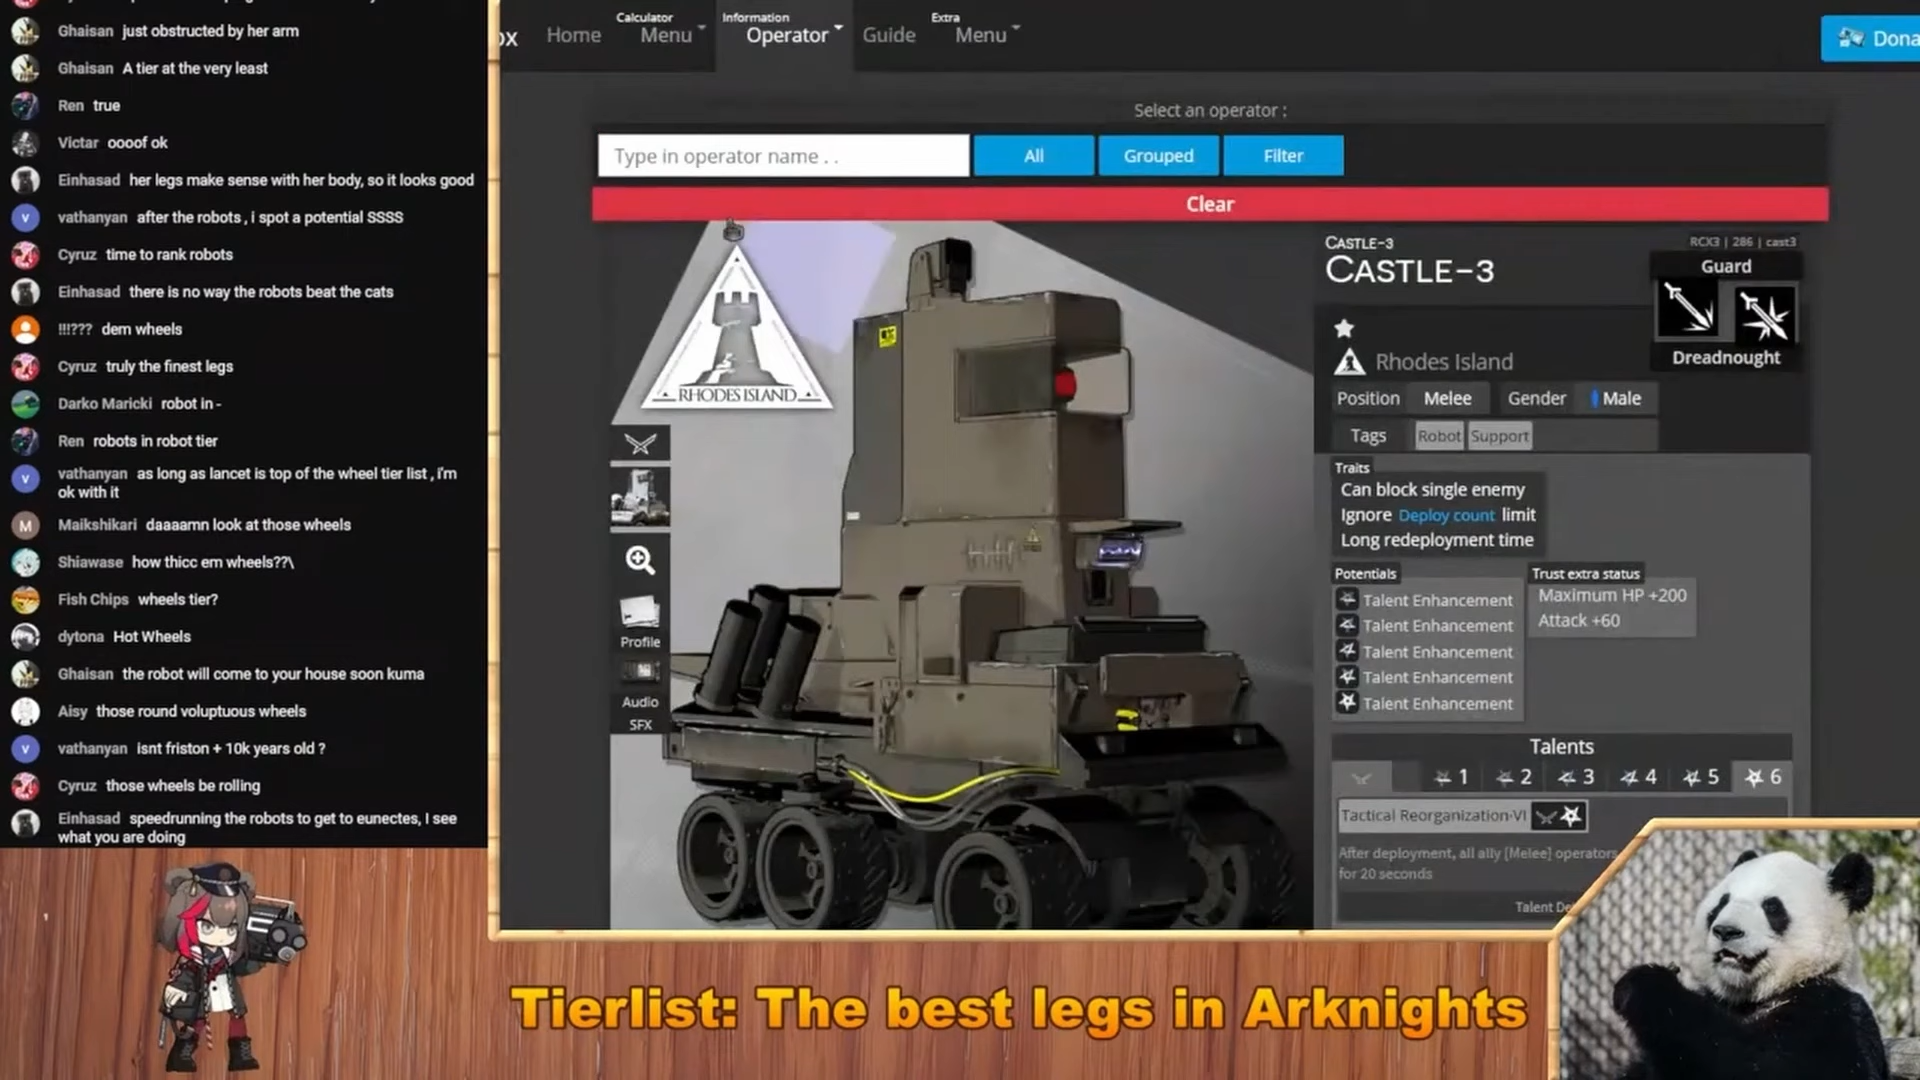 Ghaisan just obstructed by her arm
Ghaisan A tier at the very least
Ren true
Victar oooof ok
Einhasad her legs make sense with her body, so it looks good
vathanyan after the robots , i spot a potential SSSS
Cyruz time to rank robots
Einhasad there is no way the robots beat the cats
!!!??? dem wheels
Cyruz truly the finest legs
Darko Maricki robot in -
Ren robots in robot tier
vathanyan as long as lancet is top of the wheel tier list , i'm
ok with it
Maikshikari daaaamn look at those wheels
Shiawase how thicc em wheels??\
Fish Chips wheels tier?
dytona Hot Wheels
Ghaisan the robot will come to your house soon kuma
Aisy those round voluptuous wheels
vathanyan isnt friston + 10k years old ?
Cyruz those wheels be rolling
Einhasad speedrunning the robots to get to eunectes, I see
what you are doing
ox
Home
Calculator
Menu
Information
Operator
Guide
Extra
Menu
Dona
Select an operator :
Type in operator name . .
All
Grouped
Filter
Clear
RHODES ISLAND
Profile
Audio
SFX
CASTLE-3
CASTLE-3
RCX3 | 286 | cast3
Guard
Dreadnought
Rhodes Island
Position Melee Gender Male
Tags Robot Support
Traits
Can block single enemy
Ignore Deploy count limit
Long redeployment time
Potentials
Talent Enhancement
Talent Enhancement
Talent Enhancement
Talent Enhancement
Talent Enhancement
Trust extra status
Maximum HP +200
Attack +60
Talents
1 2 3 4 5 6
Tactical Reorganization·VI
After deployment, all ally [Melee] operators
for 20 seconds
Talent De
V
V
M
V
Tierlist: The best legs in Arknights